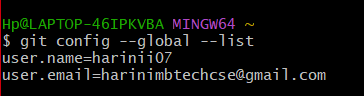 Hp@LAPTOP-46IPKVBA MINGW64 ~
$ git config --global --list
user.name=harinii07
user.email=harinimbtechcse@gmail.com